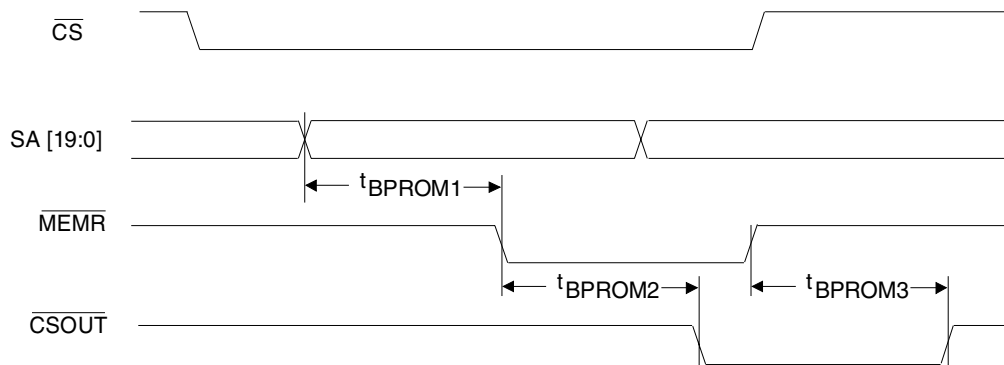 CS
SA [19:0]
tBPROM1
MEMR
tBPROM2
tBPROM3
CSOUT